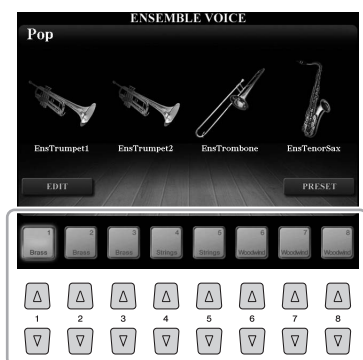 ENSEMBLE VOICE
Pop
EnsTrumpet1 EnsTrumpet2 EnsTrombone EnsTenorSax
EDIT PRESET
1 2 3 4 5 6 7 8
Brass Brass Brass Strings Strings Woodwind Woodwind Woodwind
1 2 3 4 5 6 7 8